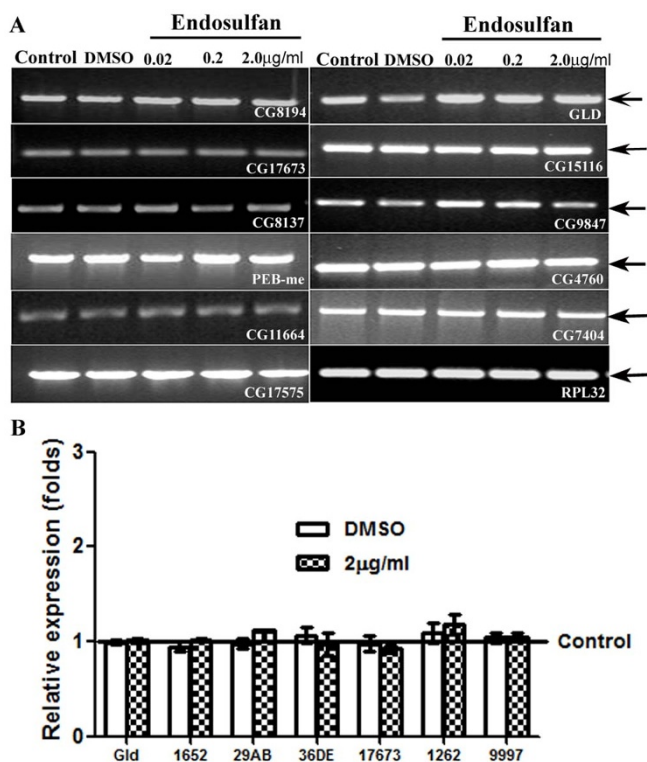 A
Endosulfan
Endosulfan
Control DMSO 0.02 0.2 2.0μg/ml
Control DMSO 0.02 0.2 2.0μg/ml
CG8194
GLD
CG17673
CG15116
CG8137
CG9847
PEB-me
CG4760
CG11664
CG7404
CG17575
RPL32
B
Relative expression (folds)
3
2
1
0
DMSO
2μg/ml
Control
Gld 1652 29AB 36DE 17673 1262 9997